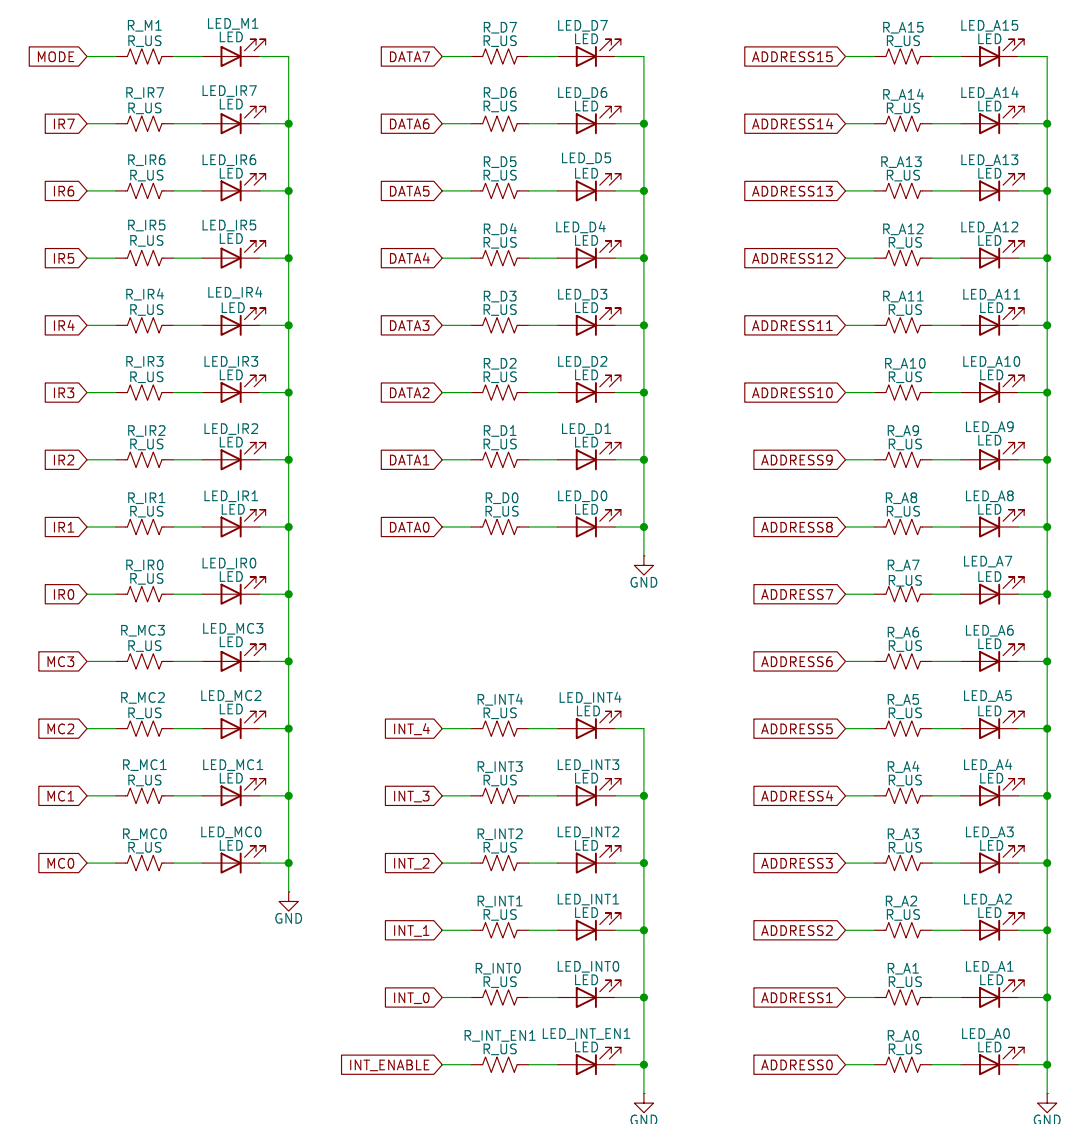 R_M1
LED_M1
R_US
LED
MODE
R_IR7
LED_IR7
R_US
LED
IR7
R_IR6
LED_IR6
R_US
LED
IR6
R_IR5
LED_IR5
R_US
LED
IR5
R_IR4
LED_IR4
R_US
LED
IR4
R_IR3
LED_IR3
R_US
LED
IR3
R_IR2
LED_IR2
R_US
LED
IR2
R_IR1
LED_IR1
R_US
LED
IR1
R_IR0
LED_IR0
R_US
LED
IR0
R_MC3
LED_MC3
R_US
LED
MC3
R_MC2
LED_MC2
R_US
LED
MC2
R_MC1
LED_MC1
R_US
LED
MC1
R_MC0
LED_MC0
R_US
LED
MC0
GND
R_D7
LED_D7
R_US
LED
DATA7
R_D6
LED_D6
R_US
LED
DATA6
R_D5
LED_D5
R_US
LED
DATA5
R_D4
LED_D4
R_US
LED
DATA4
R_D3
LED_D3
R_US
LED
DATA3
R_D2
LED_D2
R_US
LED
DATA2
R_D1
LED_D1
R_US
LED
DATA1
R_D0
LED_D0
R_US
LED
DATA0
GND
R_INT4
LED_INT4
R_US
LED
INT_4
R_INT3
LED_INT3
R_US
LED
INT_3
R_INT2
LED_INT2
R_US
LED
INT_2
R_INT1
LED_INT1
R_US
LED
INT_1
R_INT0
LED_INT0
R_US
LED
INT_0
R_INT_EN1
LED_INT_EN1
R_US
LED
INT_ENABLE
GND
R_A15
LED_A15
R_US
LED
ADDRESS15
R_A14
LED_A14
R_US
LED
ADDRESS14
R_A13
LED_A13
R_US
LED
ADDRESS13
R_A12
LED_A12
R_US
LED
ADDRESS12
R_A11
LED_A11
R_US
LED
ADDRESS11
R_A10
LED_A10
R_US
LED
ADDRESS10
R_A9
LED_A9
R_US
LED
ADDRESS9
R_A8
LED_A8
R_US
LED
ADDRESS8
R_A7
LED_A7
R_US
LED
ADDRESS7
R_A6
LED_A6
R_US
LED
ADDRESS6
R_A5
LED_A5
R_US
LED
ADDRESS5
R_A4
LED_A4
R_US
LED
ADDRESS4
R_A3
LED_A3
R_US
LED
ADDRESS3
R_A2
LED_A2
R_US
LED
ADDRESS2
R_A1
LED_A1
R_US
LED
ADDRESS1
R_A0
LED_A0
R_US
LED
ADDRESS0
GND